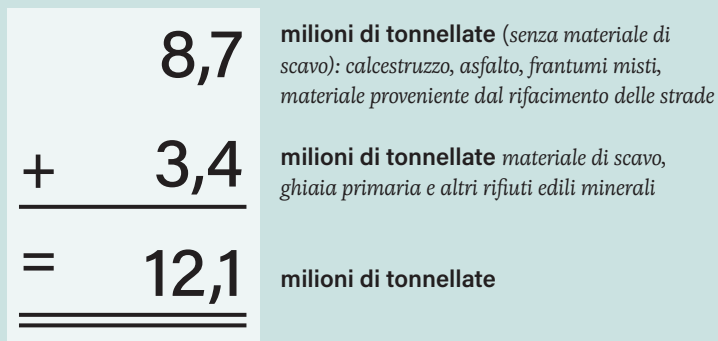 8,7 milioni di tonnellate (senza materiale di
scavo): calcestruzzo, asfalto, frantumi misti,
materiale proveniente dal rifacimento delle strade
+ 3,4 milioni di tonnellate materiale di scavo,
ghiaia primaria e altri rifiuti edili minerali
= 12,1 milioni di tonnellate